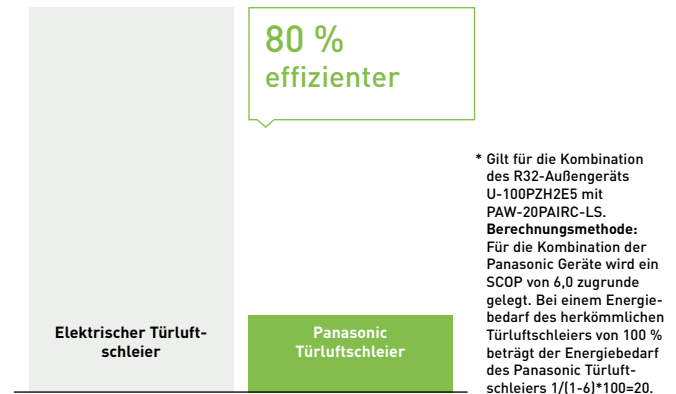 80 %
effizienter
Elektrischer Türluft-
schleier
Panasonic
Türluftschleier
* Gilt für die Kombination
des R32-Außengeräts
U-100PZH2E5 mit
PAW-20PAIRC-LS.
Berechnungsmethode:
Für die Kombination der
Panasonic Geräte wird ein
SCOP von 6,0 zugrunde
gelegt. Bei einem Energie-
bedarf des herkömmlichen
Türluftschleiers von 100 %
beträgt der Energiebedarf
des Panasonic Türluft-
schleiers 1/(1-6)*100=20.